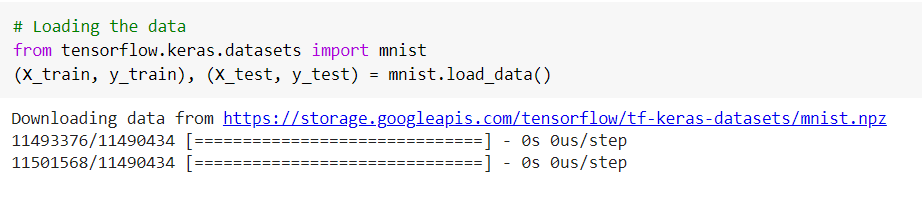 # Loading the data
from tensorflow.keras.datasets import mnist
(X_train, y_train), (X_test, y_test) = mnist.load_data()
Downloading data from https://storage.googleapis.com/tensorflow/tf-keras-datasets/mnist.npz
11493376/11490434 [==============================] - 0s 0us/step
11501568/11490434 [==============================] - 0s 0us/step